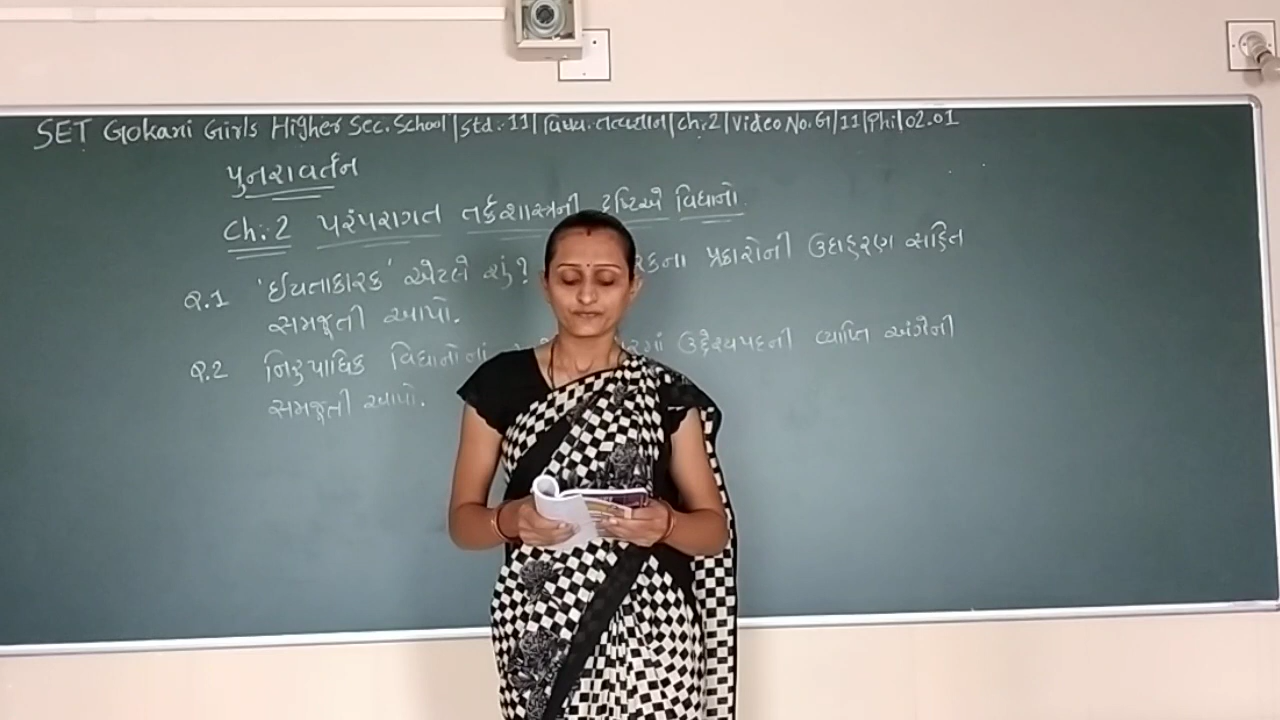 SET Gokani Girls Higher Sec. School | Std.: 11 | વિષય: તત્વજ્ઞાન | Ch.: 2 | Video No. G1/11/Phil 02.01
પુનરાવર્તન
Ch.: 2 પરંપરાગત તર્કશાસ્ત્રની દૃષ્ટિએ વિધાનો.
Q.1 'ઈયત્તાકારક' એટલે શું? પ્રકારોની ઉદાહરણ સહિત
સમજૂતી આપો.
Q.2 નિરુપાધિક વિધાનોનાં ઉદ્દેશ્યપદની વ્યાપ્તિ અંગેની
સમજૂતી આપો.